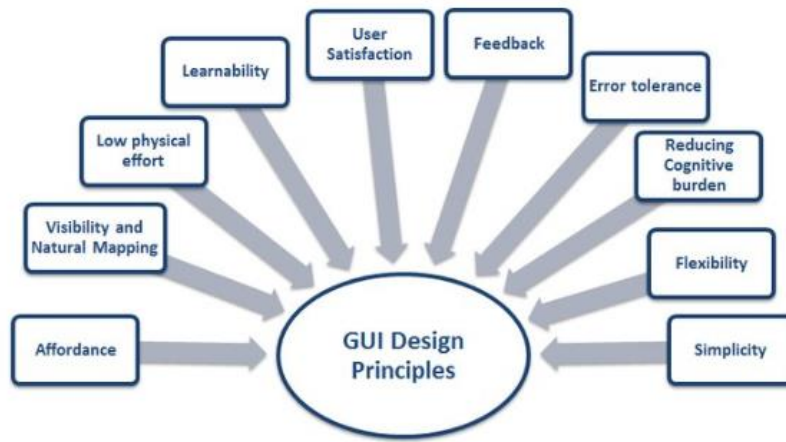 User
Satisfaction
Feedback
Learnability
Error tolerance
Low physical
effort
Reducing
Cognitive
burden
Visibility and
Natural Mapping
Flexibility
Affordance
GUI Design
Principles
Simplicity